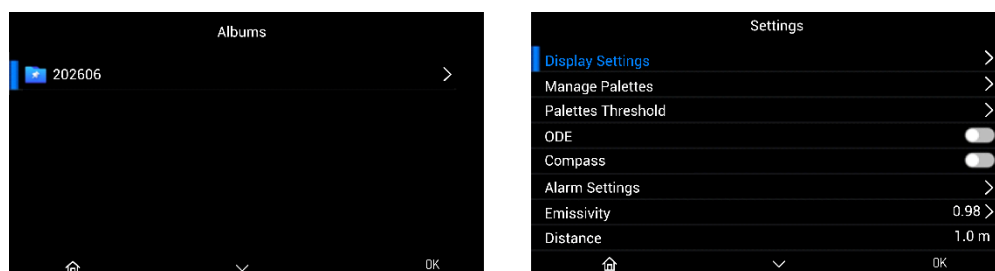 Albums
202606
OK
Settings
Display Settings
Manage Palettes
Palettes Threshold
ODE
Compass
Alarm Settings
Emissivity 0.98
Distance 1.0 m
OK